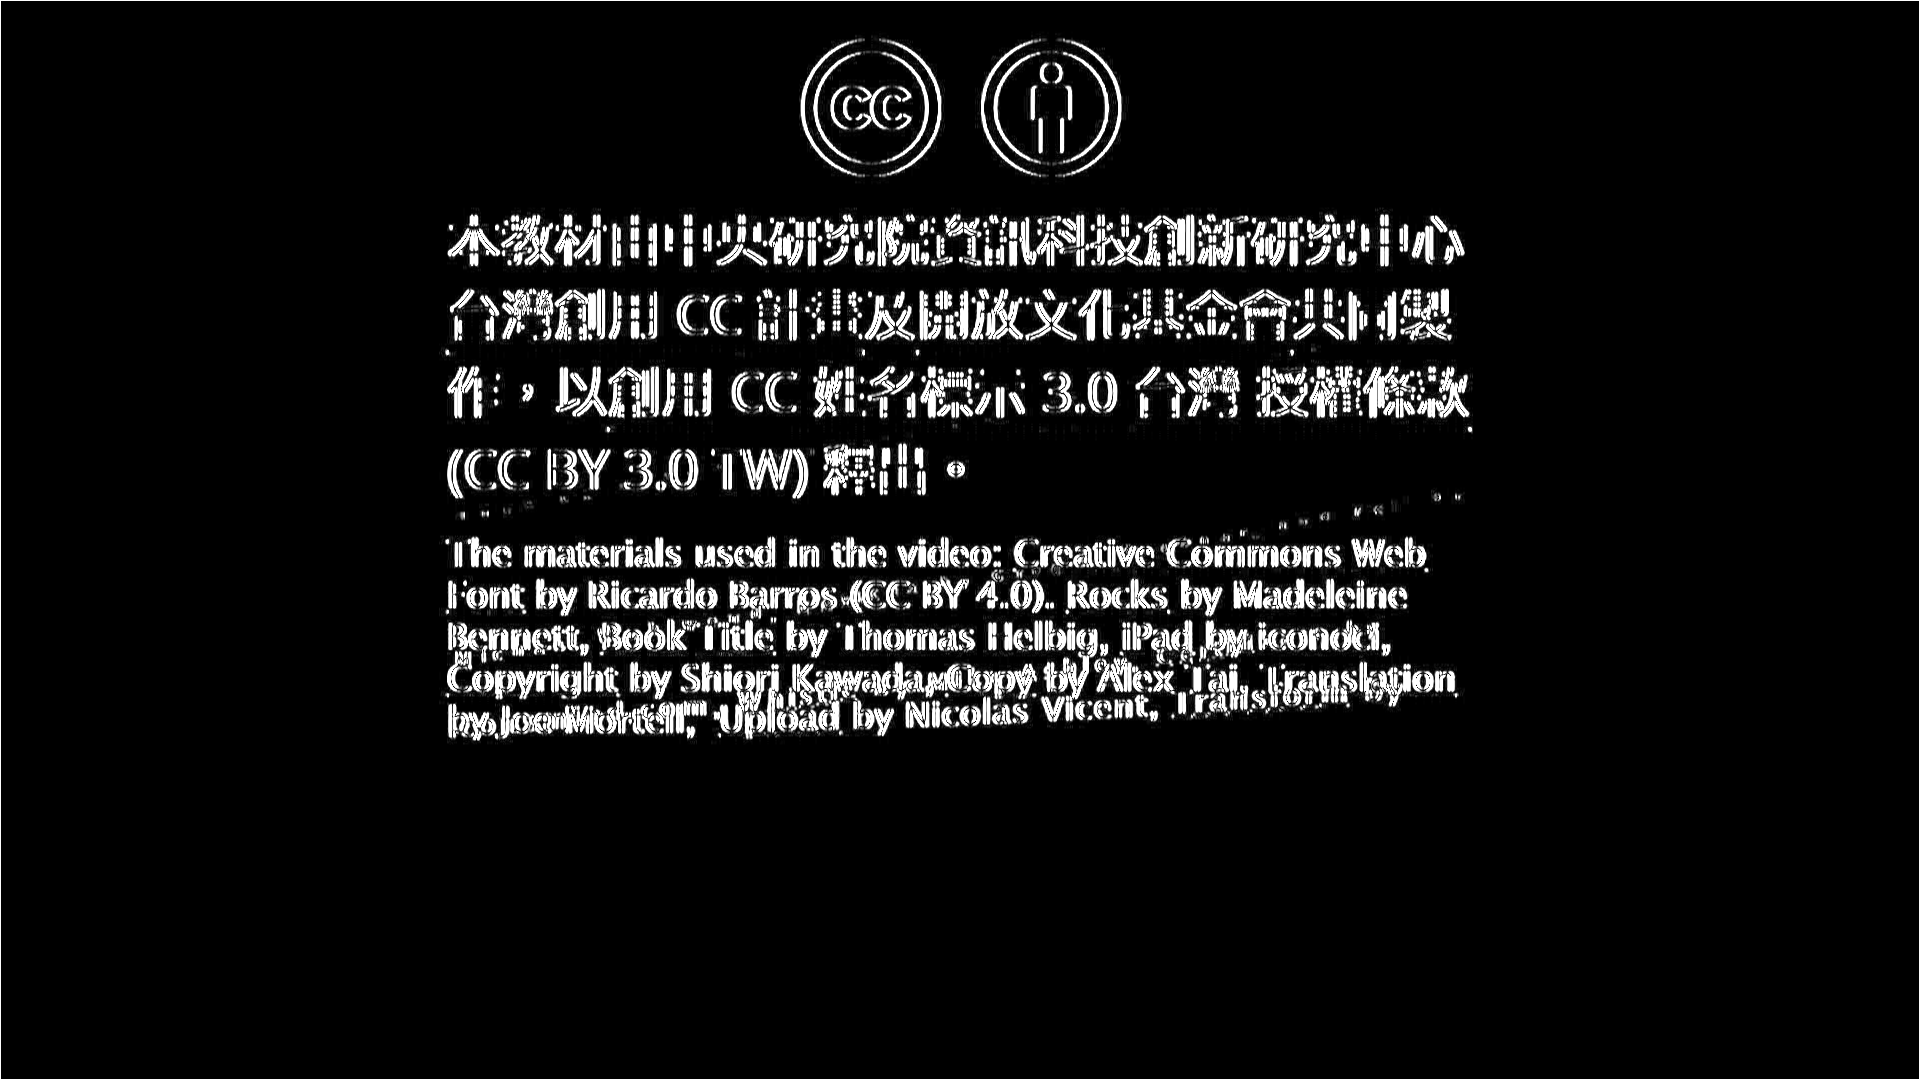 CC
本教材由中央研究院資訊科技創新研究中心
台灣創用 CC 計畫及開放文化基金會共同製
作，以創用 CC 姓名標示 3.0 台灣 授權條款
(CC BY 3.0 TW) 釋出。
The materials used in the video: Creative Commons Web
Font by Ricardo Barros (CC BY 4.0). Rocks by Madeleine
Bennett, Book Title by Thomas Helbig, iPad by iconoci,
Copyright by Shiori Kawada, Copy by Alex Tai, Translation
by Joe Mortell, Upload by Nicolas Vicent, Transform by